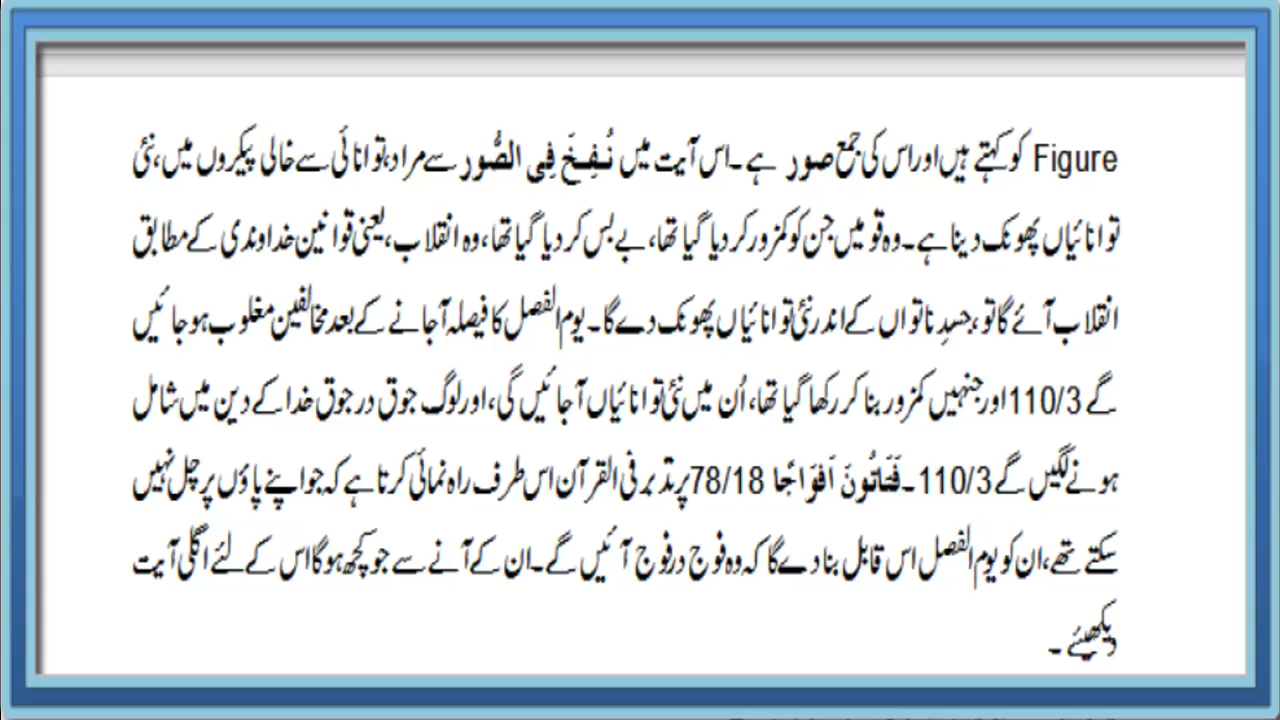 Figure کو کہتے ہیں اور اس کی جمع صور ہے۔ اس آیت میں نُـفِـخَ فِی الصُّور سے مراد، توانائی سے خالی پیکروں میں، نئی
توانائیاں پھونک دینا ہے۔ وہ قومیں جن کو کمزور کر دیا گیا تھا، بے بس کر دیا گیا تھا، وہ انقلاب، یعنی قوانین خداوندی کے مطابق
انقلاب آئے گا تو، جسدِ ناتواں کے اندر نئی توانائیاں پھونک دے گا۔ یوم الفصل کا فیصلہ آجانے کے بعد مخالفین مغلوب ہو جائیں
گے 110/3 اور جنہیں کمزور بنا کر رکھا گیا تھا، اُن میں نئی توانائیاں آجائیں گی، اور لوگ جوق در جوق خدا کے دین میں شامل
ہونے لگیں گے 110/3۔ فَتَاتُونَ اَفوَاجًا 78/18 پر تدبر فی القرآن اس طرف راہ نمائی کرتا ہے کہ جو اپنے پاؤں پر چل نہیں
سکتے تھے، ان کو یوم الفصل اس قابل بنا دے گا کہ وہ فوج در فوج آئیں گے۔ ان کے آنے سے جو کچھ ہوگا اس کے لئے اگلی آیت
دیکھیئے ۔